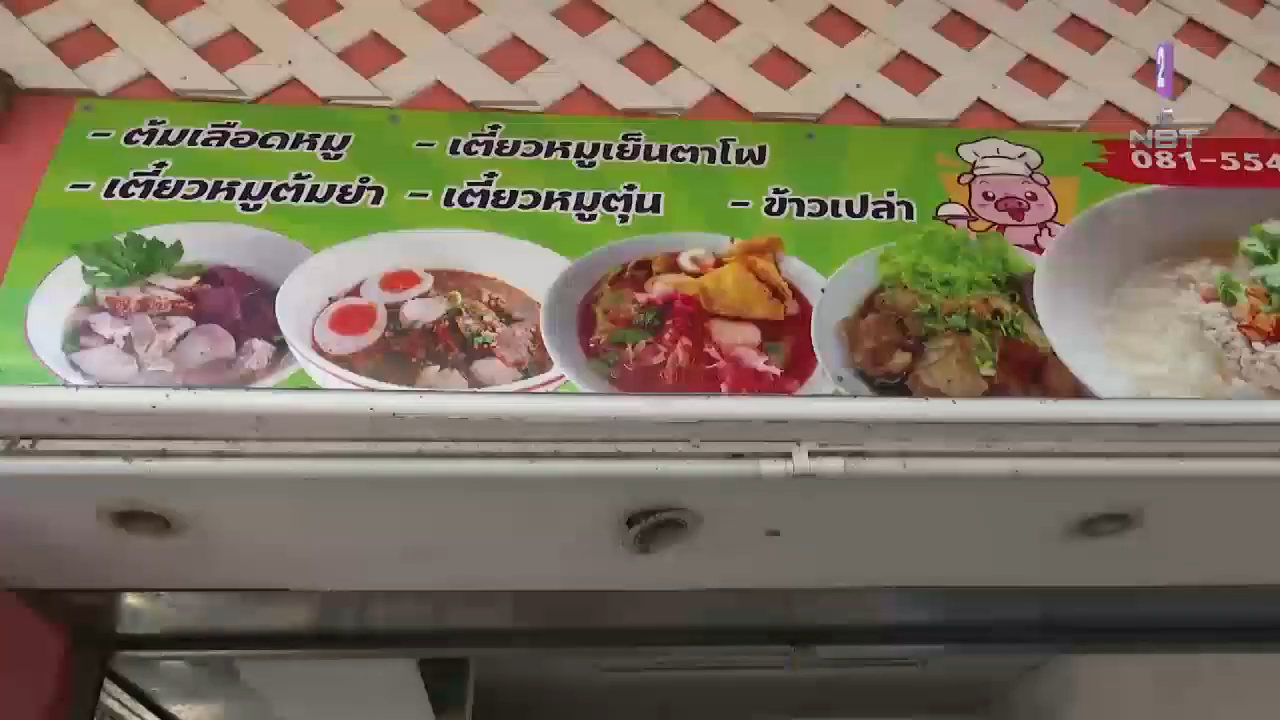 - ต้มเลือดหมู - เตี๋ยวหมูเย็นตาโฟ
- เตี๋ยวหมูต้มยำ - เตี๋ยวหมูตุ๋น - ข้าวเปล่า
081-554
2
NBT